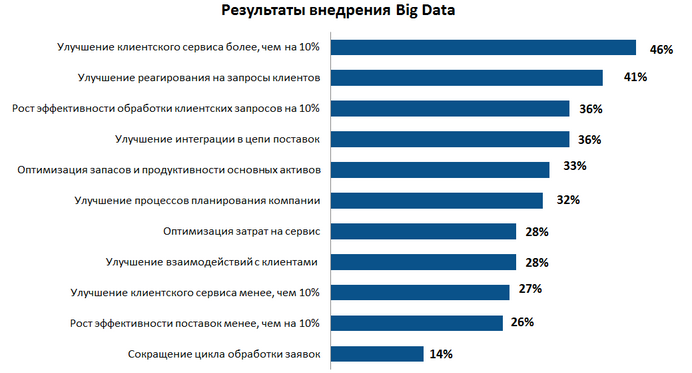 Результаты внедрения Big Data
Улучшение клиентского сервиса более, чем на 10% 46%
Улучшение реагирования на запросы клиентов 41%
Рост эффективности обработки клиентских запросов на 10% 36%
Улучшение интеграции в цепи поставок 36%
Оптимизация запасов и продуктивности основных активов 33%
Улучшение процессов планирования компании 32%
Оптимизация затрат на сервис 28%
Улучшение взаимодействий с клиентами 28%
Улучшение клиентского сервиса менее, чем 10% 27%
Рост эффективности поставок менее, чем на 10% 26%
Сокращение цикла обработки заявок 14%